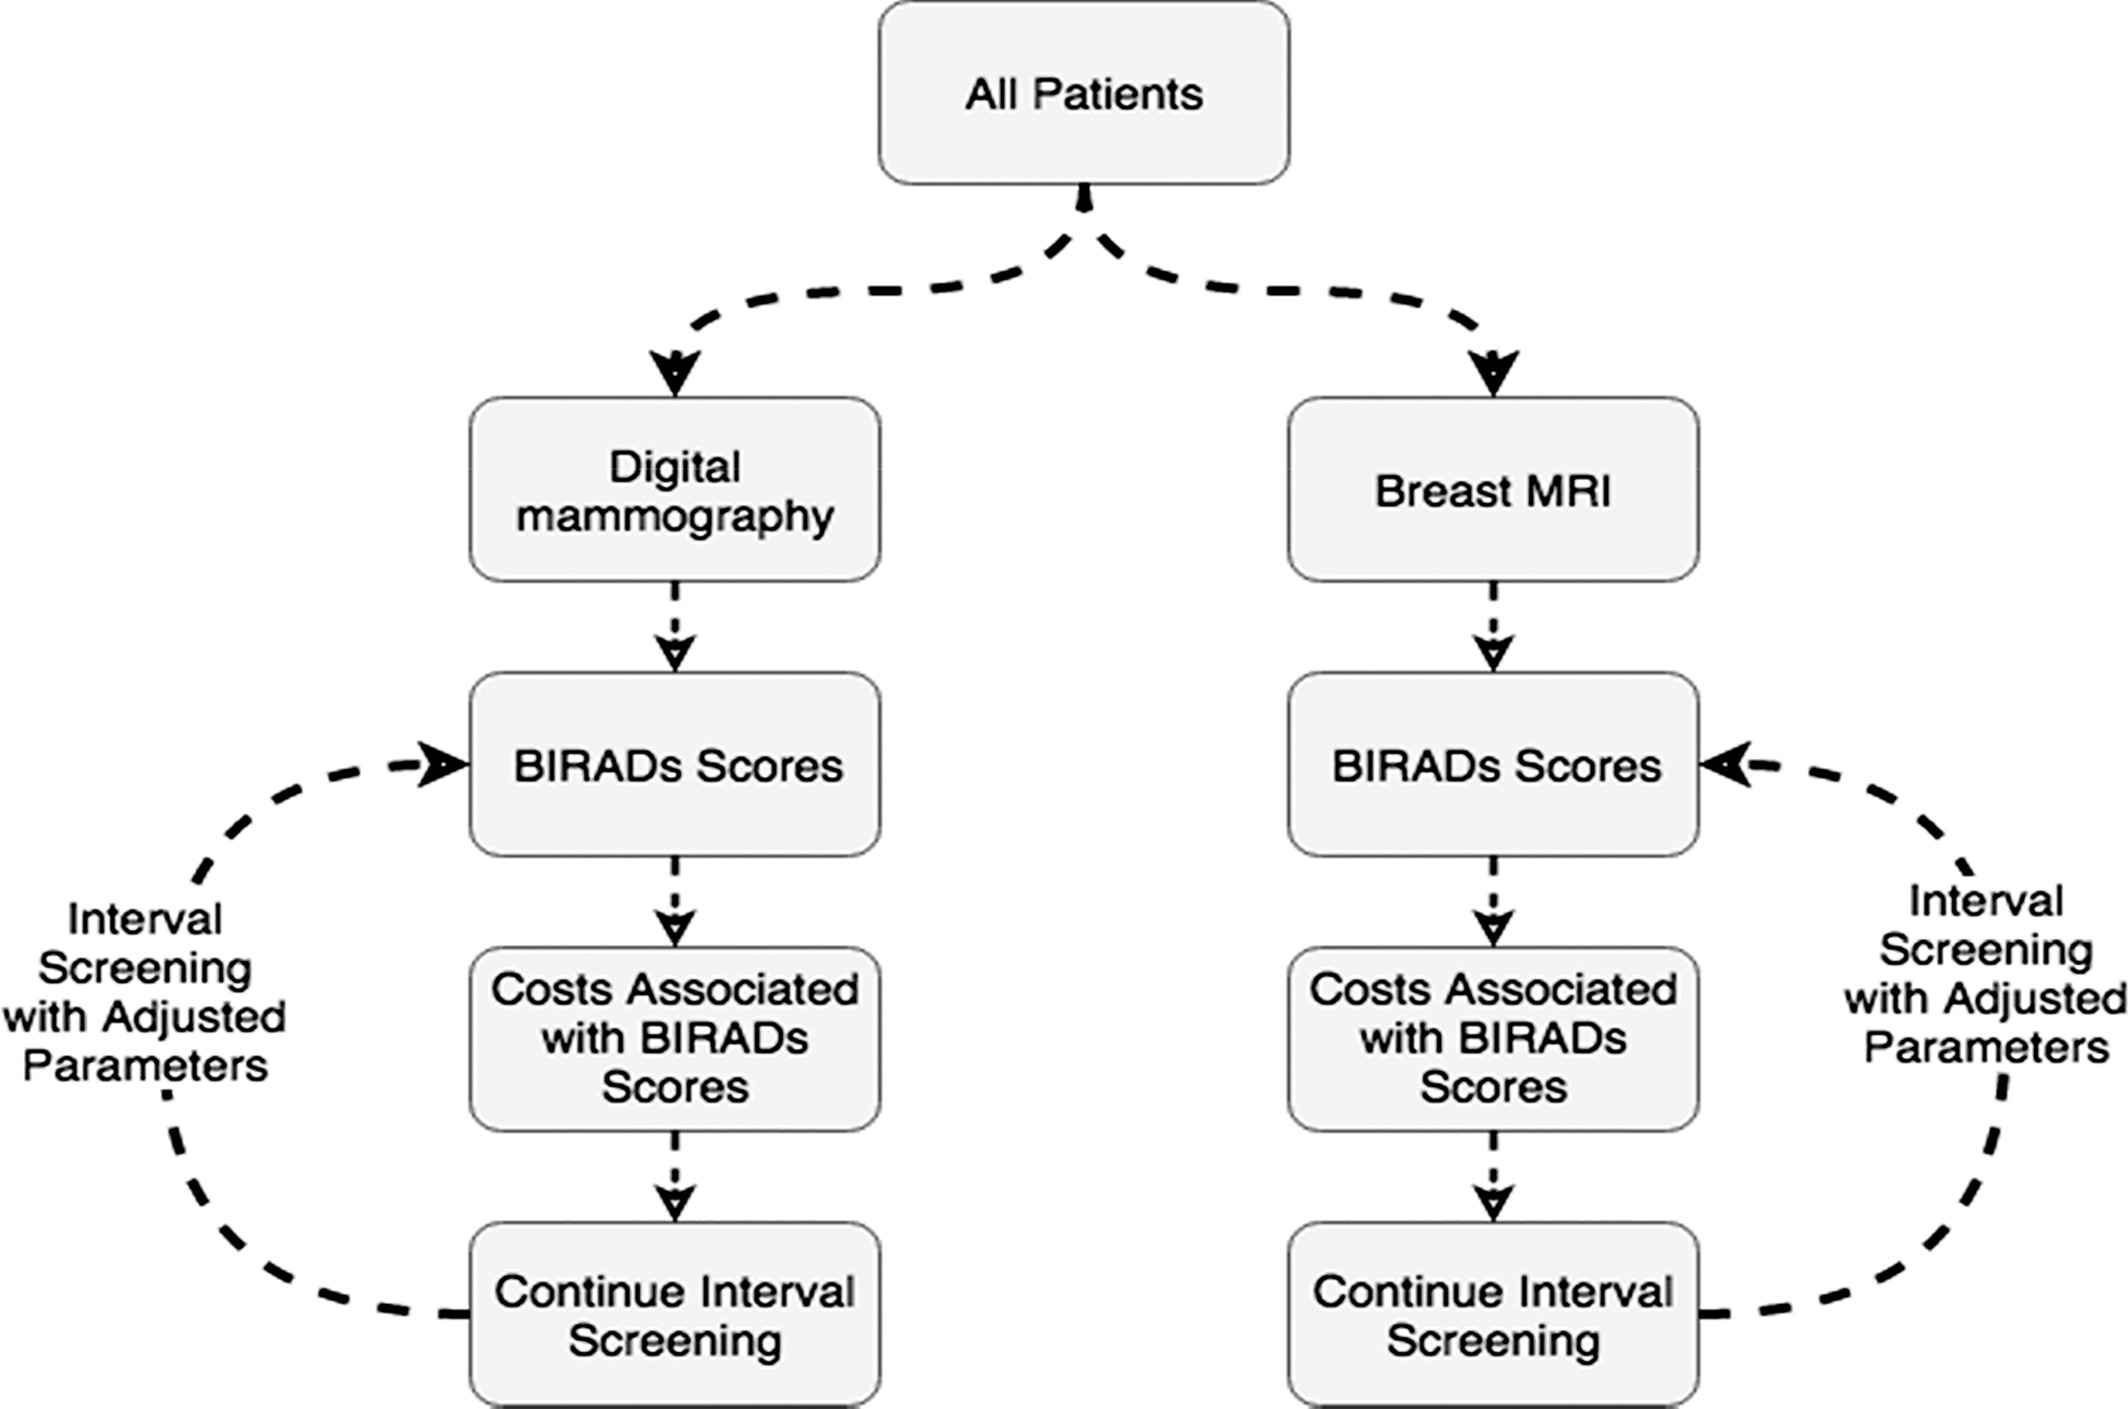 All Patients
Digital
mammography
Breast MRI
BIRADs Scores
BIRADs Scores
Interval
Screening
with Adjusted
Parameters
Costs Associated
with BIRADs
Scores
Costs Associated
with BIRADs
Scores
Interval
Screening
with Adjusted
Parameters
Continue Interval
Screening
Continue Interval
Screening